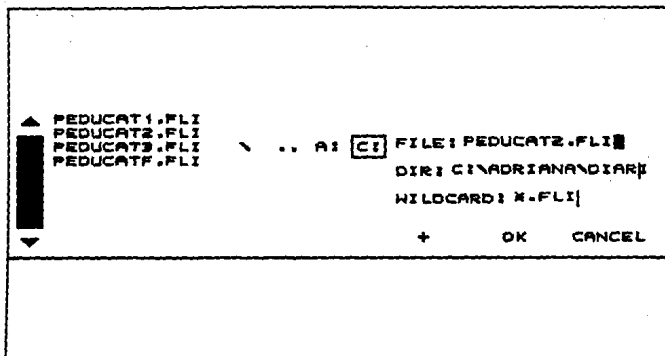 PEDUCAT1.FLI
PEDUCAT2.FLI
PEDUCAT3.FLI
PEDUCATF.FLI
\ .. A: C:
FILE: PEDUCAT2.FLI
DIR: C:\ADRIANA\DIAR
WILDCARD: *.FLI
+ OK CANCEL